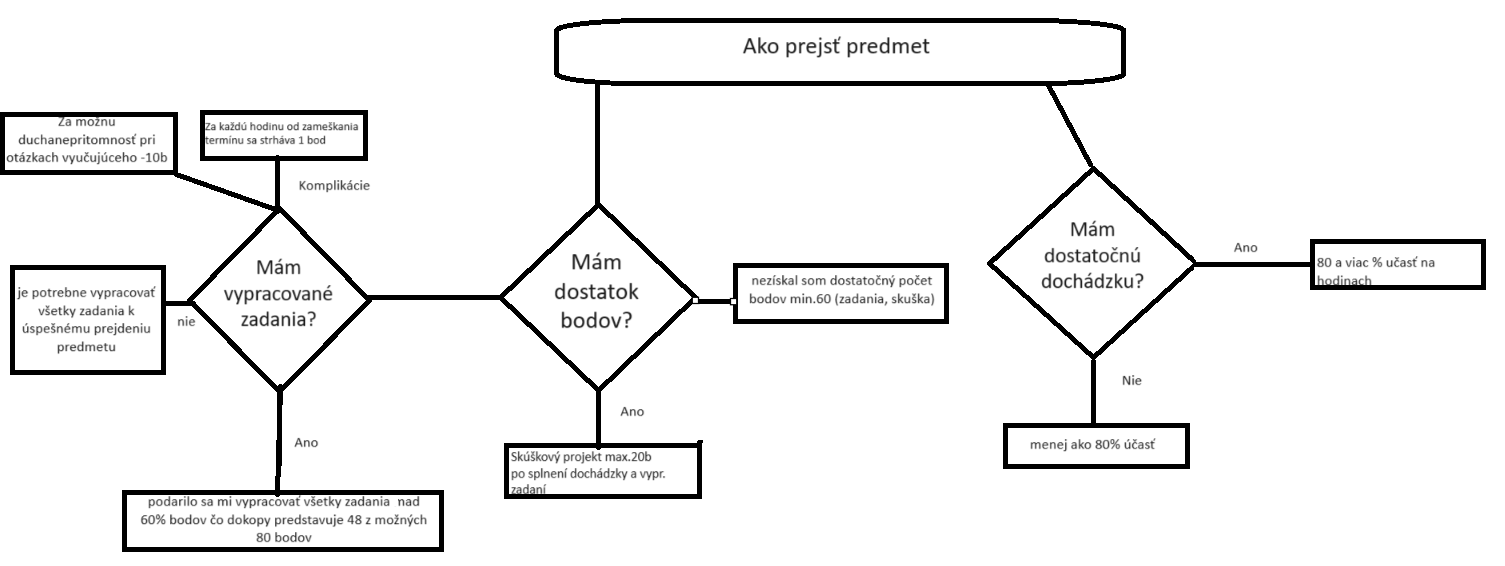 Ako prejsť predmet
Za možnu
duchanepritomnosť pri
otázkach vyučujúceho -10b
Za každú hodinu od zameškania
termínu sa strháva 1 bod
Komplikácie
Mám
vypracované
zadania?
je potrebne vypracovať
všetky zadania k
úspešnému prejdeniu
predmetu
nie
Ano
podarilo sa mi vypracovať všetky zadania nad
60% bodov čo dokopy predstavuje 48 z možných
80 bodov
Mám
dostatok
bodov?
nezískal som dostatočný počet
bodov min.60 (zadania, skuška)
Ano
Skúškový projekt max.20b
po splnení dochádzky a vypr.
zadaní
Mám
dostatočnú
dochádzku?
Ano
80 a viac % učasť na
hodinach
Nie
menej ako 80% účasť